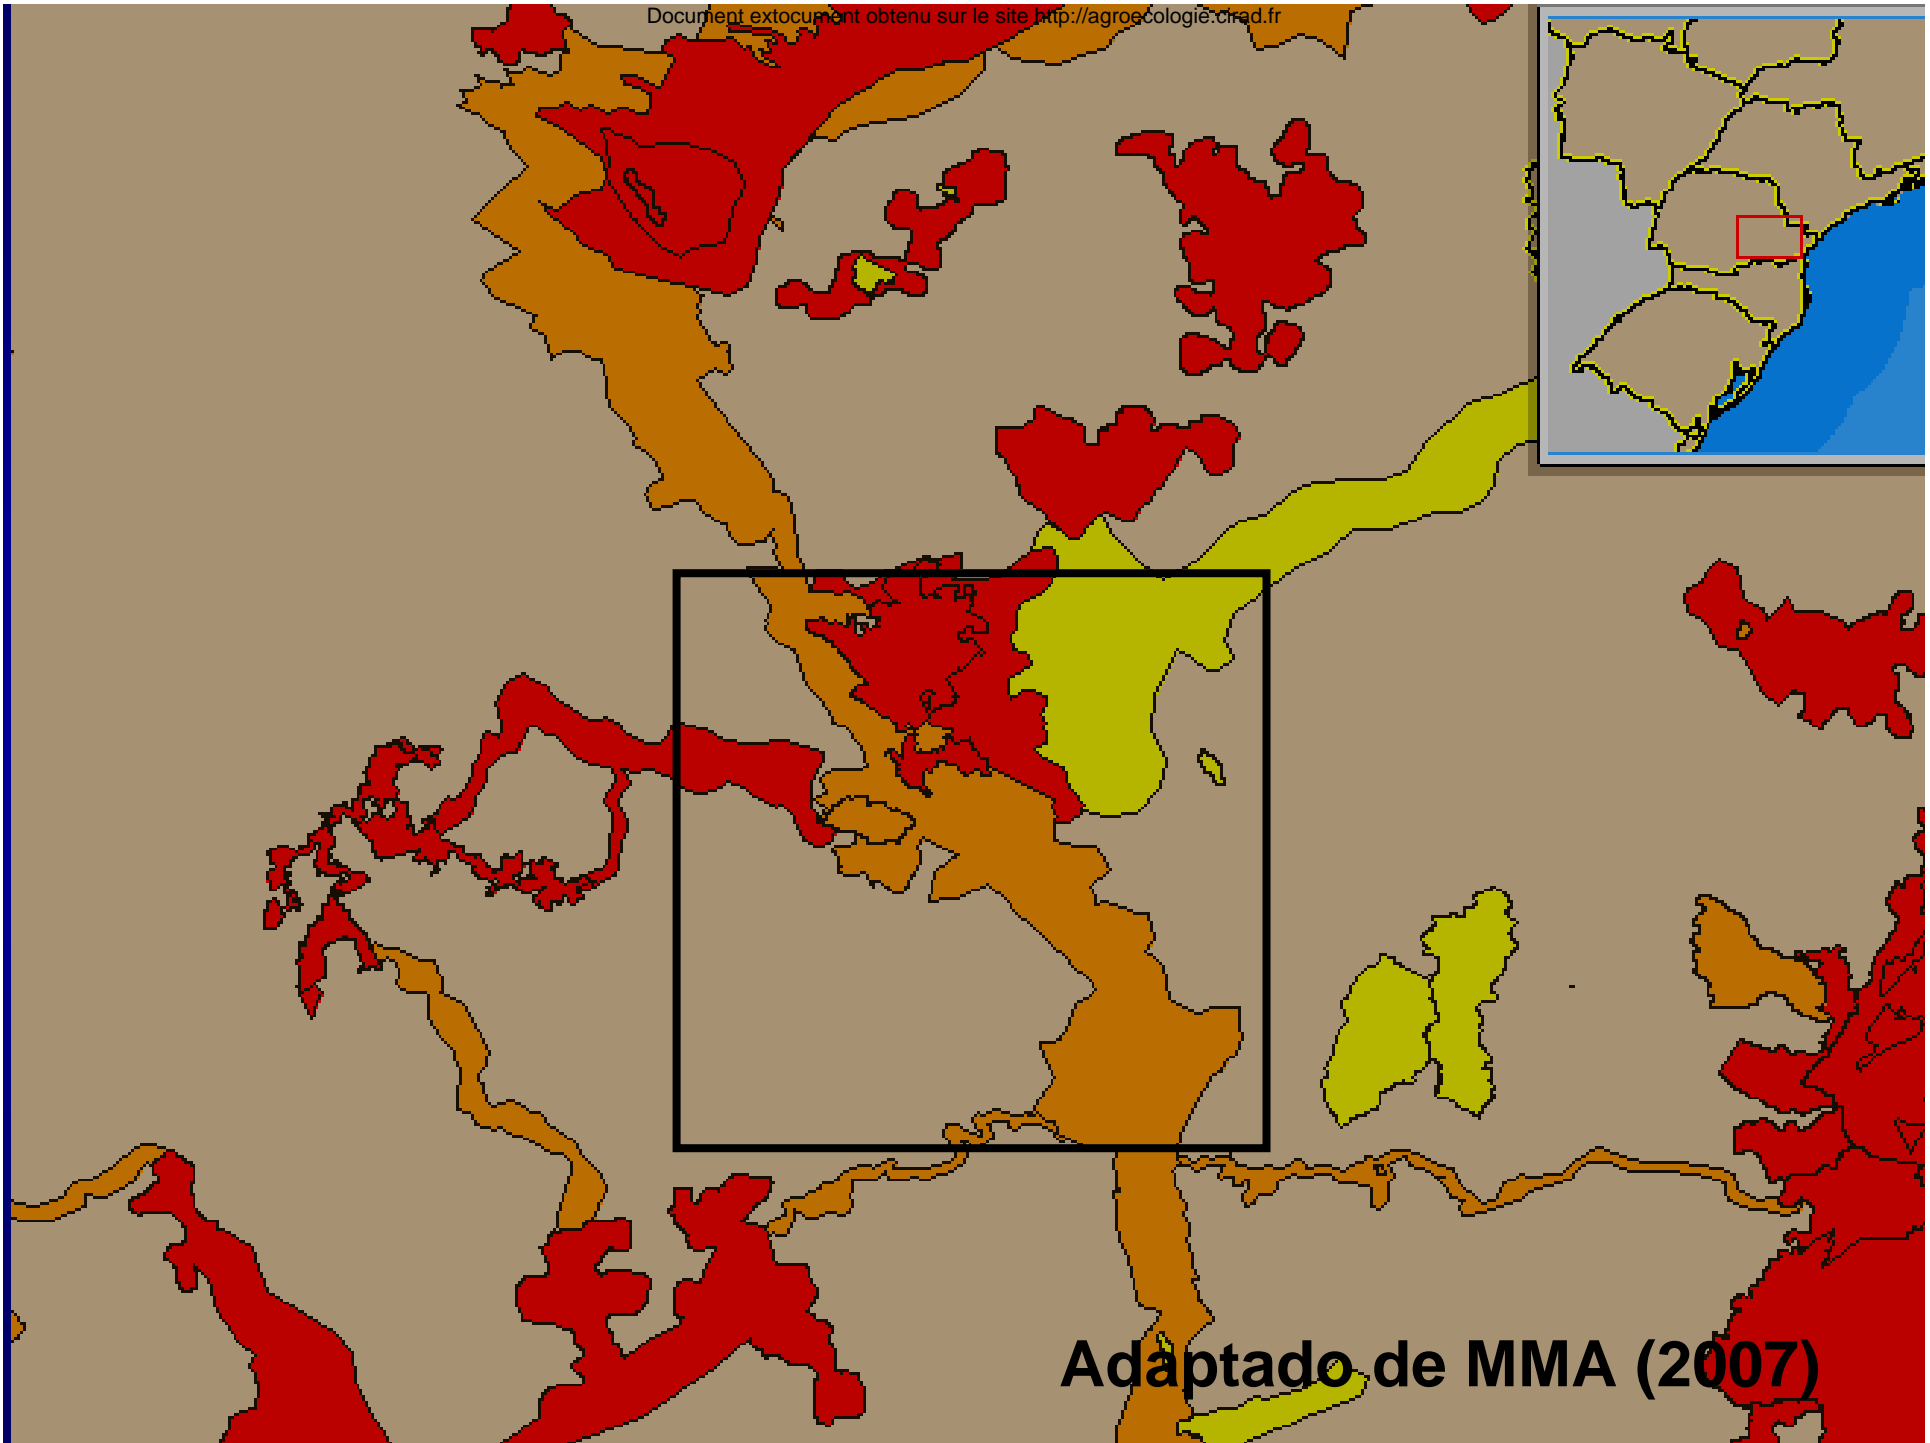 Document extocument obtenu sur le site http://agroecologie.cirad.fr
Adaptado de MMA (2007)